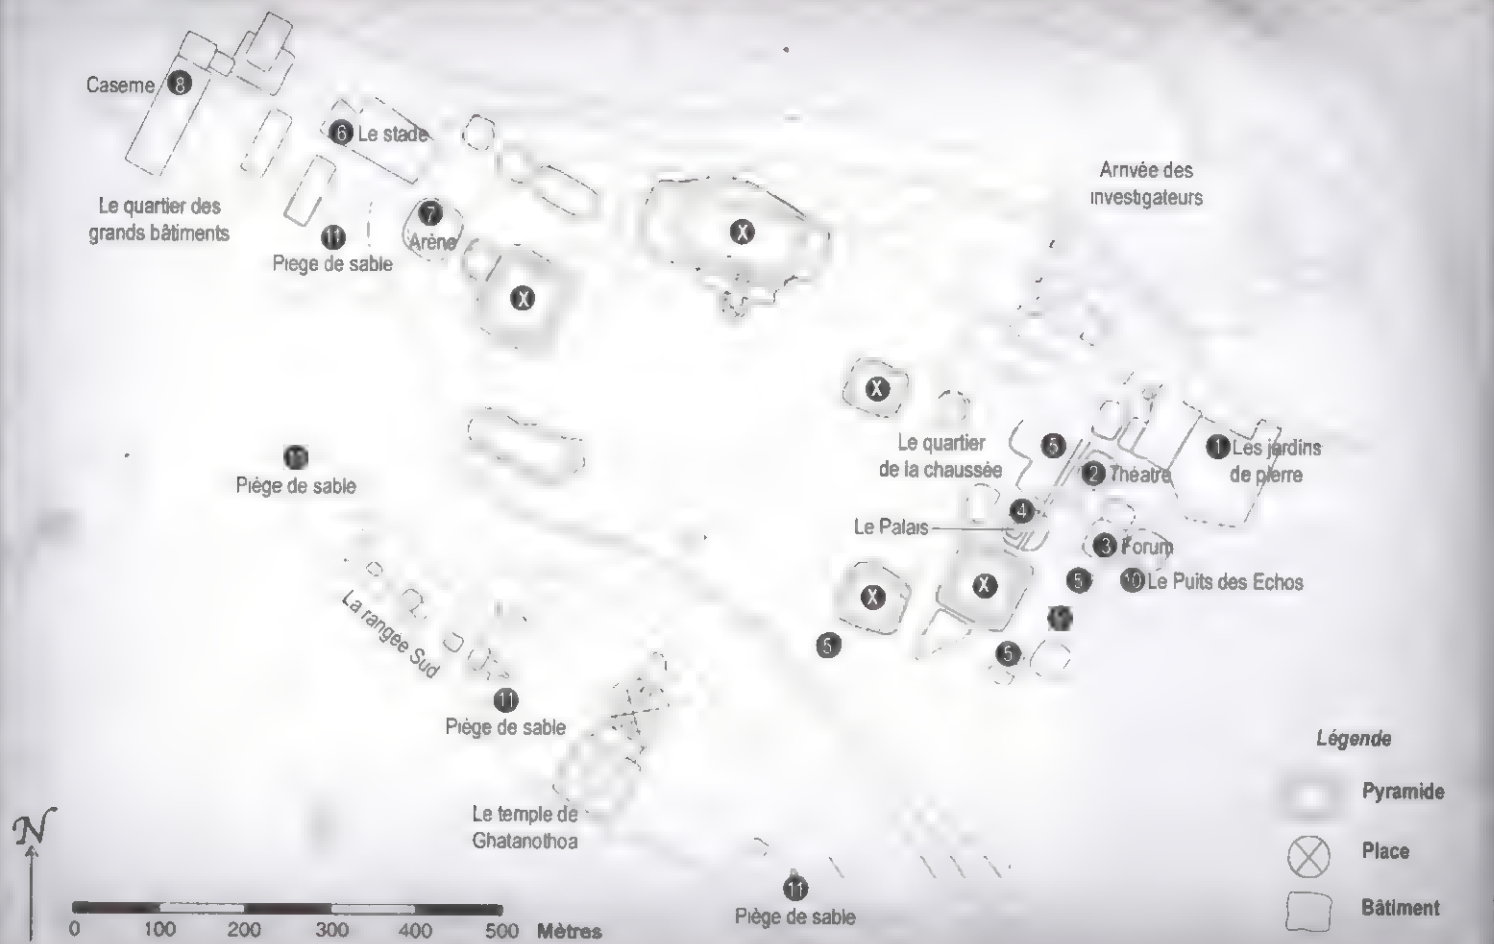 Caserne 8
6 Le stade
Le quartier des
grands bâtiments
7
Arène
11
Piège de sable
X
X
Arrivée des
investigateurs
X
Le quartier
de la chaussée
5
2 Théatre
1 Les jardins
de pierre
4
Le Palais
3 Forum
5
10 Le Puits des Echos
X
X
5
5
Piège de sable
La rangée Sud
11
Piège de sable
Le temple de
Ghatanothoa
11
Piège de sable
N
0 100 200 300 400 500 Mètres
Légende
Pyramide
Place
Bâtiment